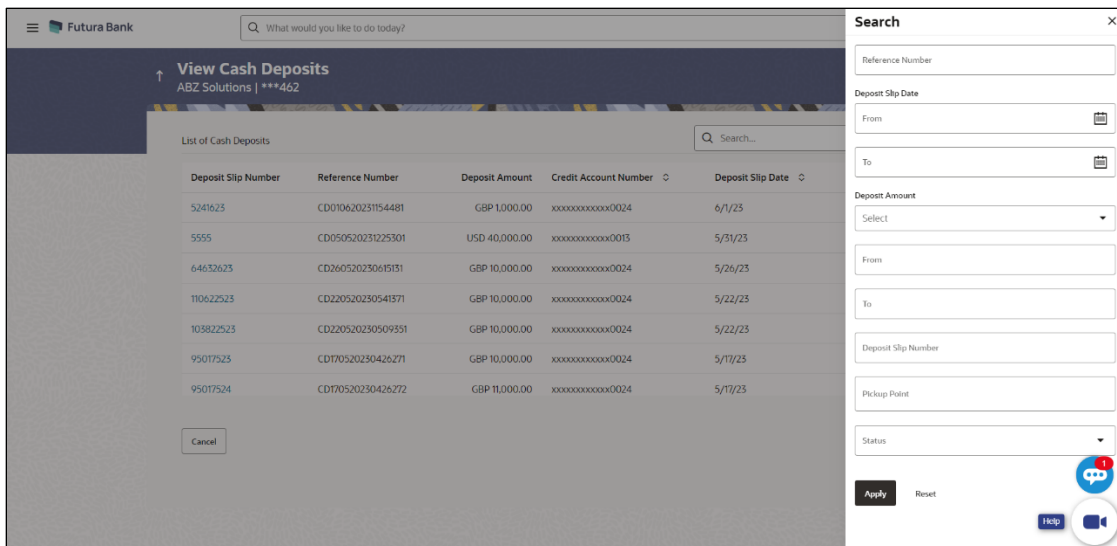 Futura Bank
What would you like to do today?
View Cash Deposits
ABZ Solutions | ***462
List of Cash Deposits
Search...
Deposit Slip Number Reference Number Deposit Amount Credit Account Number Deposit Slip Date
5241623 CD010620231154481 GBP 1,000.00 xxxxxxxxxxxx0024 6/1/23
5555 CD050520231225301 USD 40,000.00 xxxxxxxxxxxx0013 5/31/23
64632623 CD260520230615131 GBP 10,000.00 xxxxxxxxxxxx0024 5/26/23
110622523 CD220520230541371 GBP 10,000.00 xxxxxxxxxxxx0024 5/22/23
103822523 CD220520230509351 GBP 10,000.00 xxxxxxxxxxxx0024 5/22/23
95017523 CD170520230426271 GBP 10,000.00 xxxxxxxxxxxx0024 5/17/23
95017524 CD170520230426272 GBP 11,000.00 xxxxxxxxxxxx0024 5/17/23
Cancel
Search
Reference Number
Deposit Slip Date
From
To
Deposit Amount
Select
From
To
Deposit Slip Number
Pickup Point
Status
1
Apply Reset
Help